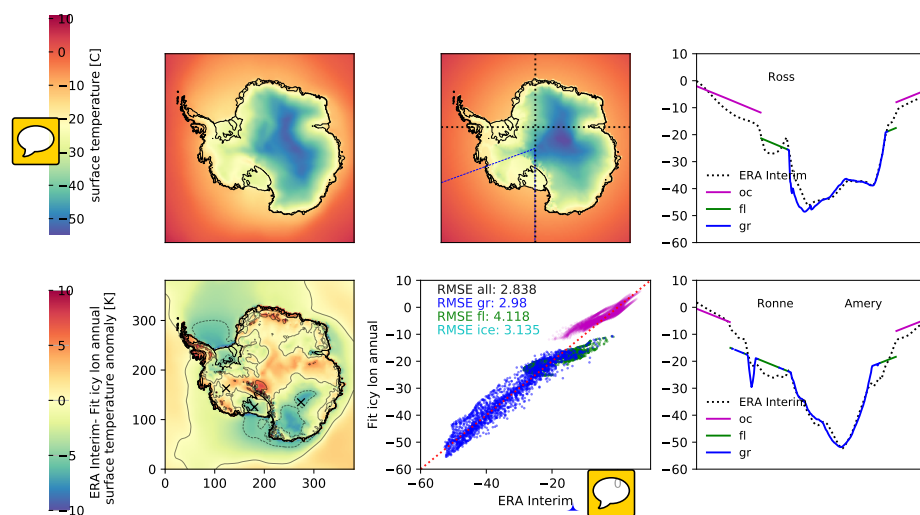 10
0
−10
−20
−30
−40
−50
surface temperature [C]
10
0
−10
−20
−30
−40
−50
−60
Ross
ERA Interim
oc
fl
gr
10
5
0
−5
−10
ERA Interim- Fit icy lon annual
surface temperature anomaly [K]
300
200
100
0
0
100
200
300
10
0
−10
−20
−30
−40
−50
−60
Fit icy lon annual
RMSE all: 2.838
RMSE gr: 2.98
RMSE fl: 4.118
RMSE ice: 3.135
−60
−40
−20
0
ERA Interim
10
0
−10
−20
−30
−40
−50
−60
Ronne
Amery
ERA Interim
oc
fl
gr